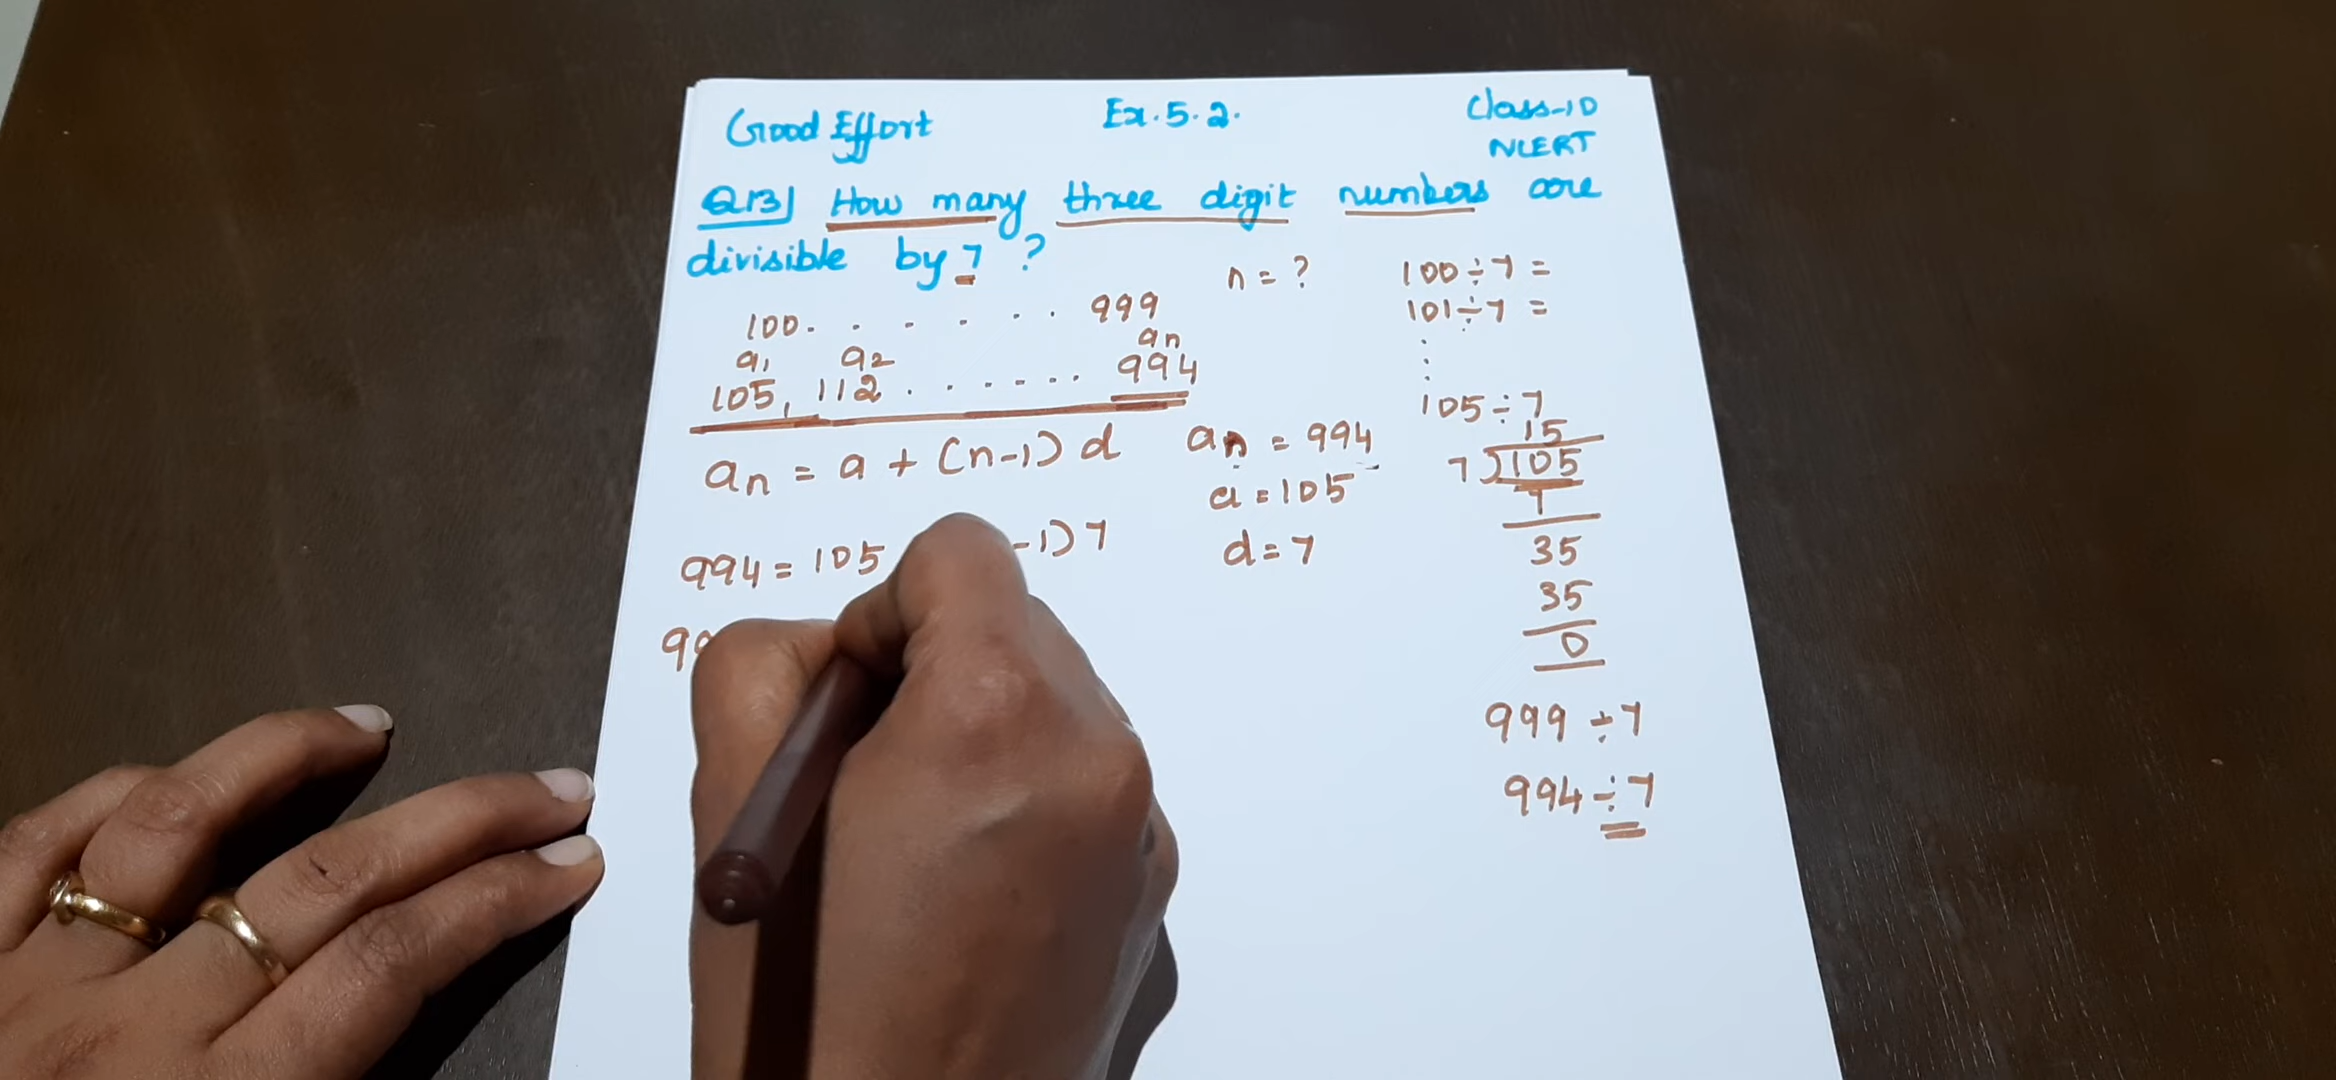 Good Effort Ex.5.2. Class-10
NCERT
Q13) How many three digit numbers are
divisible by 7 ?
n = ?
100 ÷ 7 =
101 ÷ 7 =
100 . . . . . . 999
a1 a2 an
105, 112 . . . . . . . 994
105 ÷ 7
15
7)105
7
35
35
0
an = a + (n-1) d
an = 994
a = 105
d = 7
994 = 105 -1) 7
999 ÷ 7
994 ÷ 7